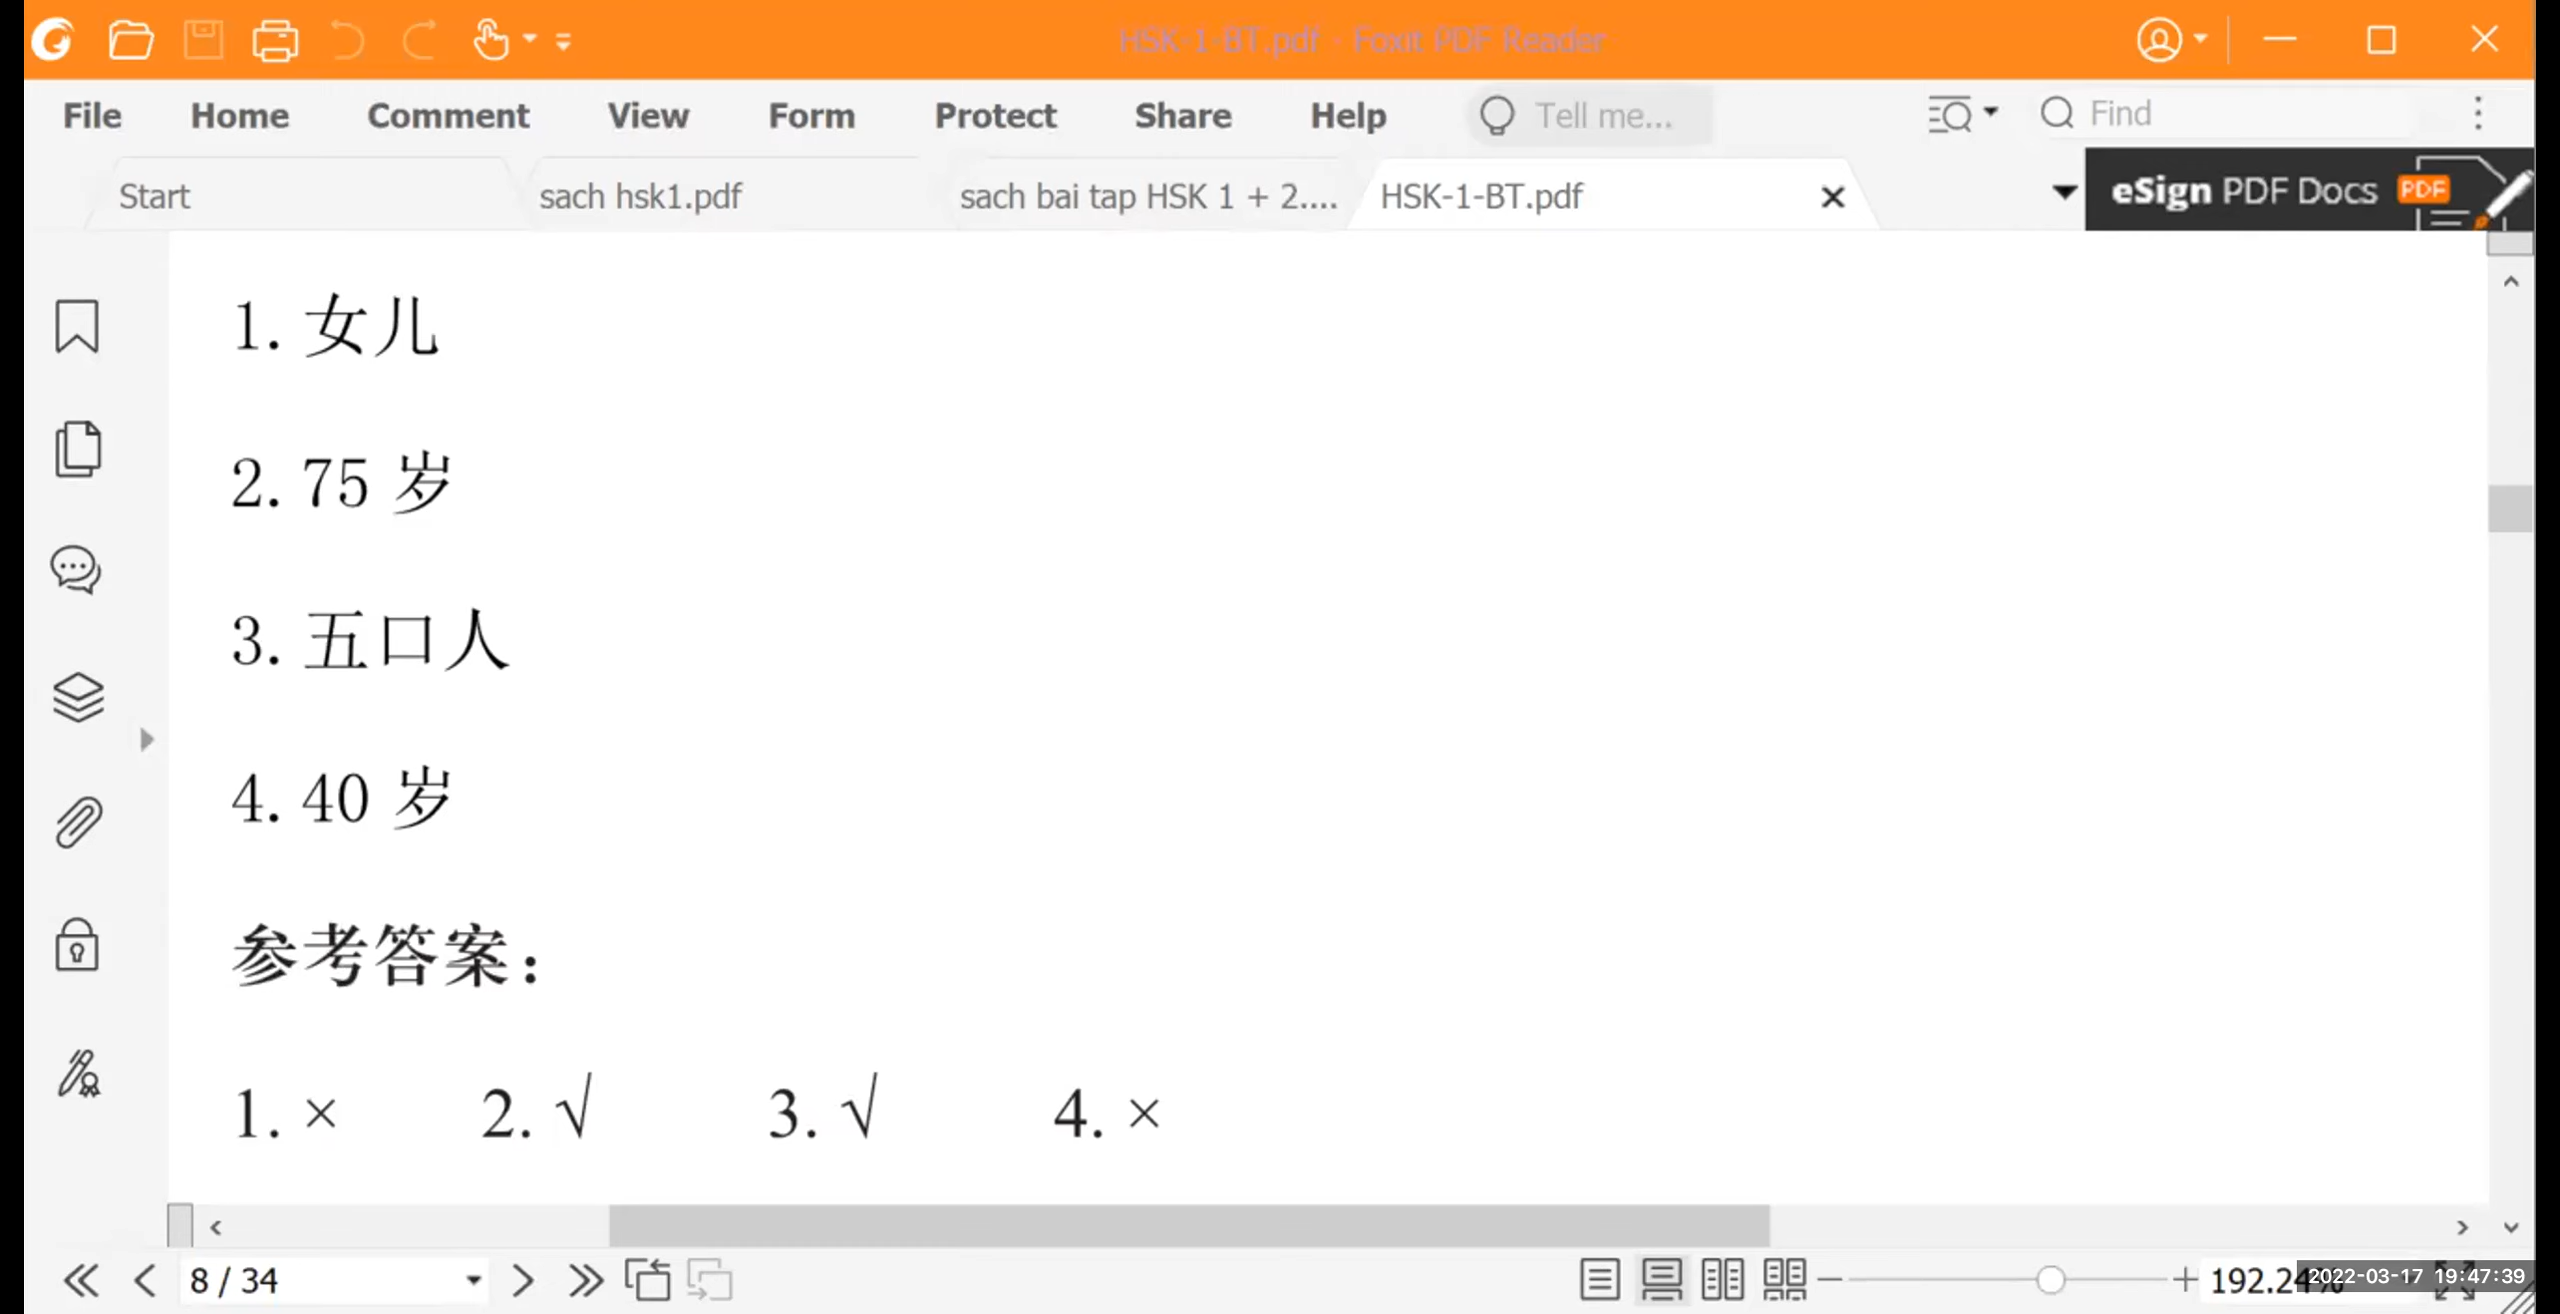 HSK-1-BT.pdf - Foxit PDF Reader
File Home Comment View Form Protect Share Help Tell me... Find
Start sach hsk1.pdf sach bai tap HSK 1 + 2.... HSK-1-BT.pdf eSign PDF Docs PDF
1. 女儿
2. 75 岁
3. 五口人
4. 40 岁
参考答案：
1. × 2. √ 3. √ 4. ×
8 / 34 192.24% 2022-03-17 19:47:39